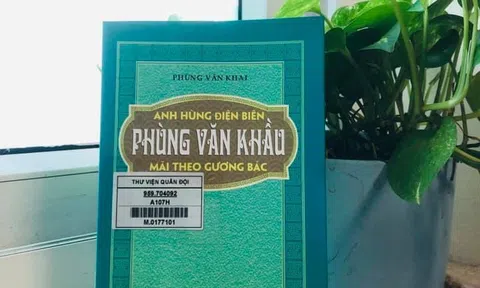 PHÙNG VĂN KHAI
ANH HÙNG ĐIỆN BIÊN
PHÙNG VĂN KHẦU
MÃI THEO GƯƠNG BÁC
THƯ VIỆN QUÂN ĐỘI
959.704092
A107H
M.0177101